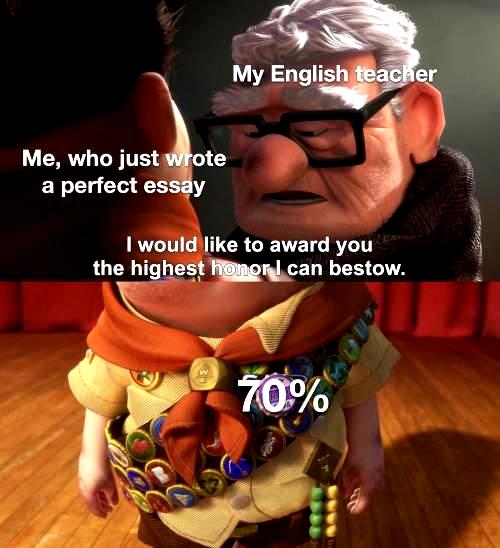 My English teacher
Me, who just wrote
a perfect essay
I would like to award you
the highest honor I can bestow.
70%